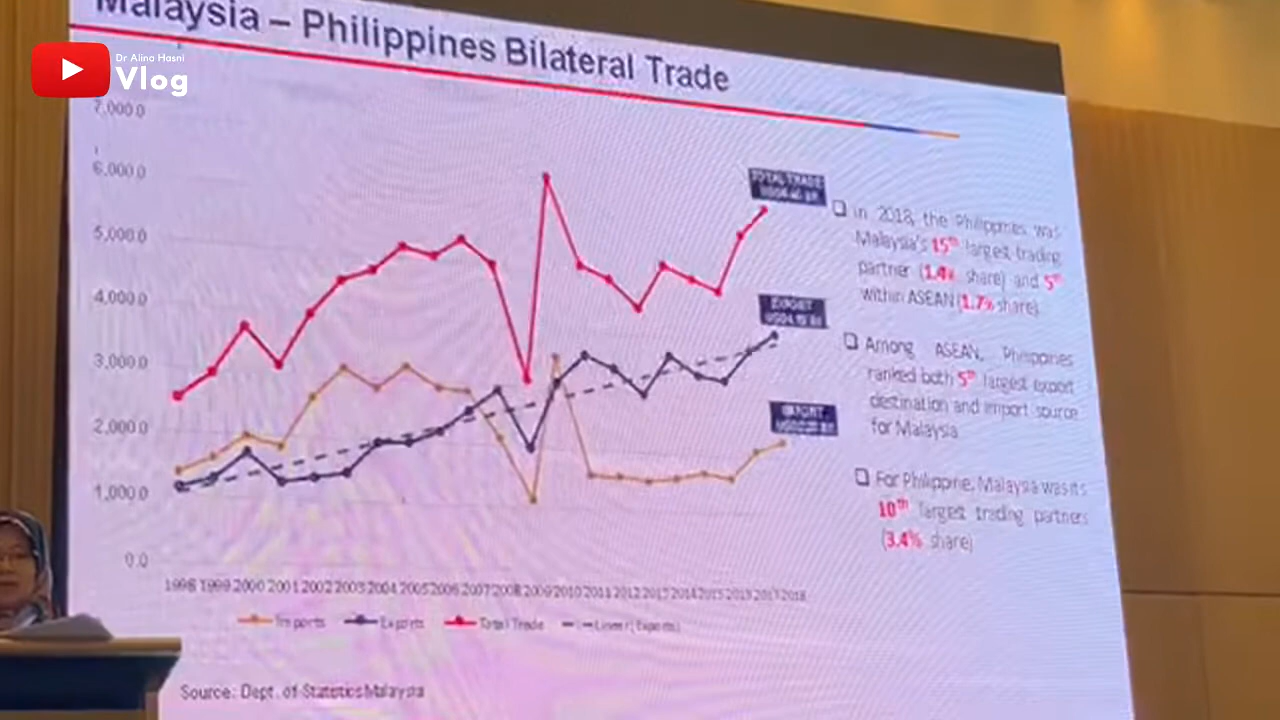 Malaysia – Philippines Bilateral Trade
Dr Alina Hasni
Vlog
7,000.0
6,000.0
5,000.0
4,000.0
3,000.0
2,000.0
1,000.0
0.0
TOTAL TRADE
EXPORT
IMPORT
❑ In 2018, the Philippines was
Malaysia's 15th largest trading
partner (1.4% share) and 5th
within ASEAN (1.7% share)
❑ Among ASEAN, Philippines
ranked both 5th largest export
destination and import source
for Malaysia
❑ For Philippine, Malaysia was its
10th largest trading partners
(3.4% share)
1998 1999 2000 2001 2002 2003 2004 2005 2006 2007 2008 2009 2010 2011 2012 2013 2014 2015 2016 2017 2018
Imports Exports Total Trade Linear (Exports)
Source: Dept. of Statistics Malaysia